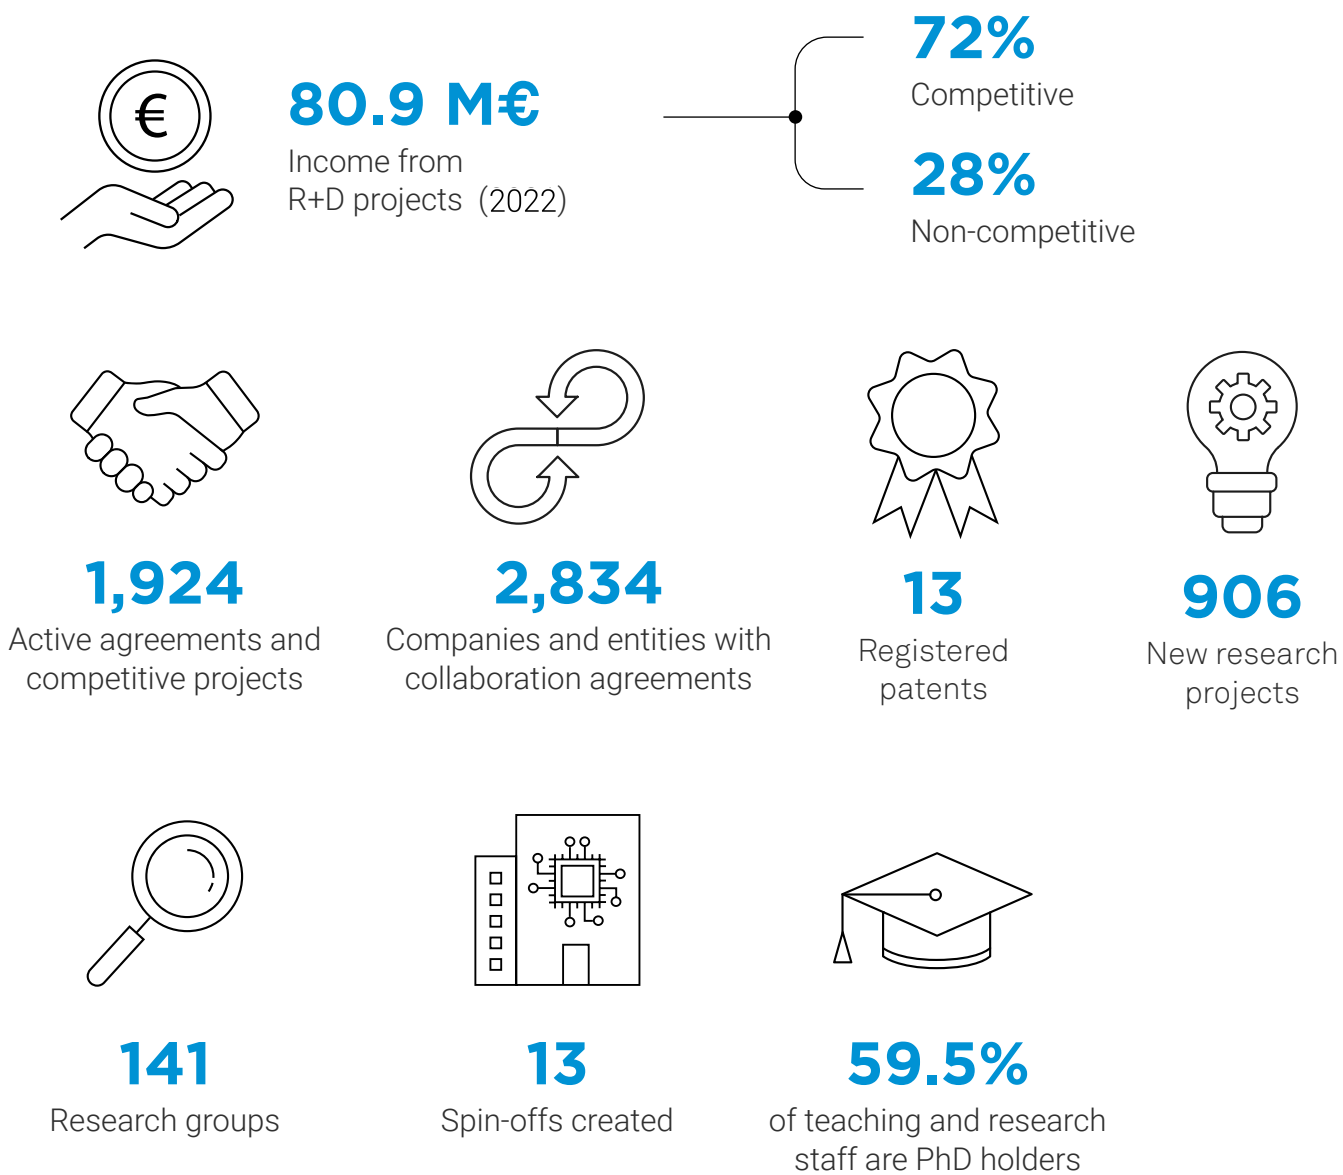 80.9 M€
Income from
R+D projects (2022)
72%
Competitive
28%
Non-competitive
1,924
Active agreements and
competitive projects
2,834
Companies and entities with
collaboration agreements
13
Registered
patents
906
New research
projects
141
Research groups
13
Spin-offs created
59.5%
of teaching and research
staff are PhD holders